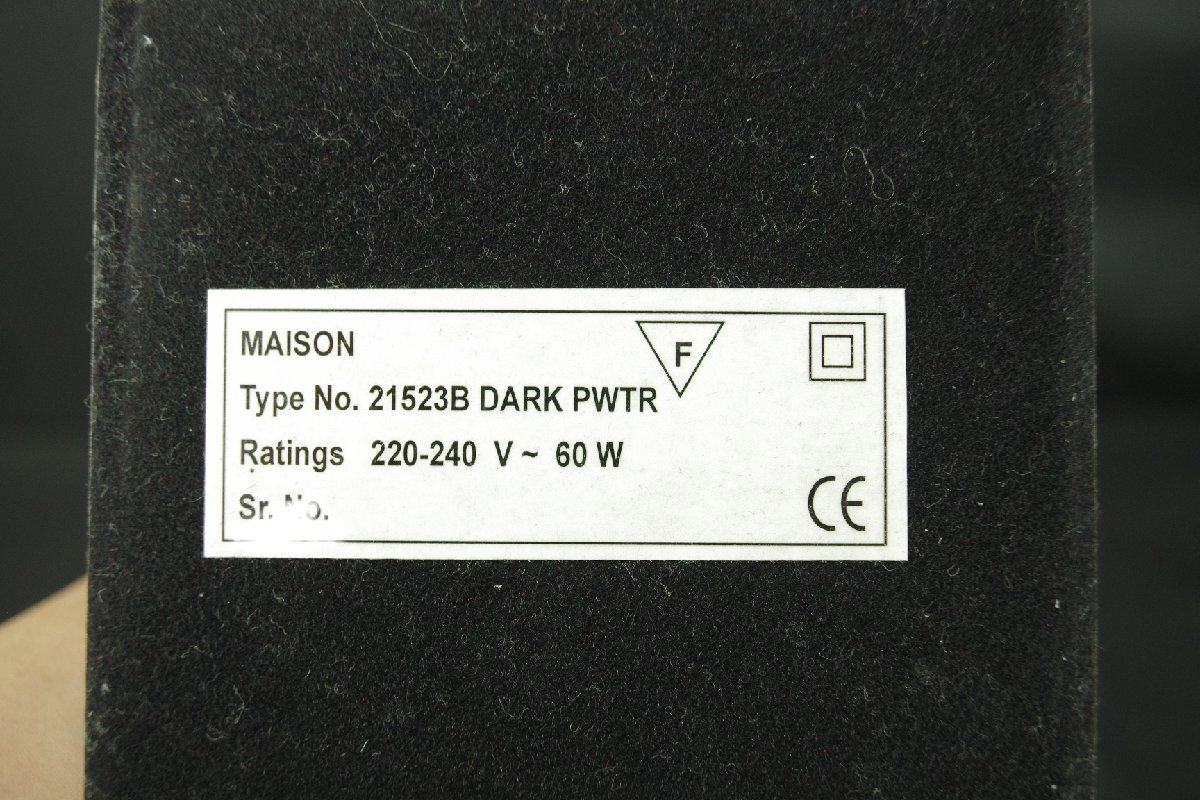 MAISON
F
Type No. 21523B DARK PWTR
Ratings 220-240 V ~ 60 W
Sr. No.
CE